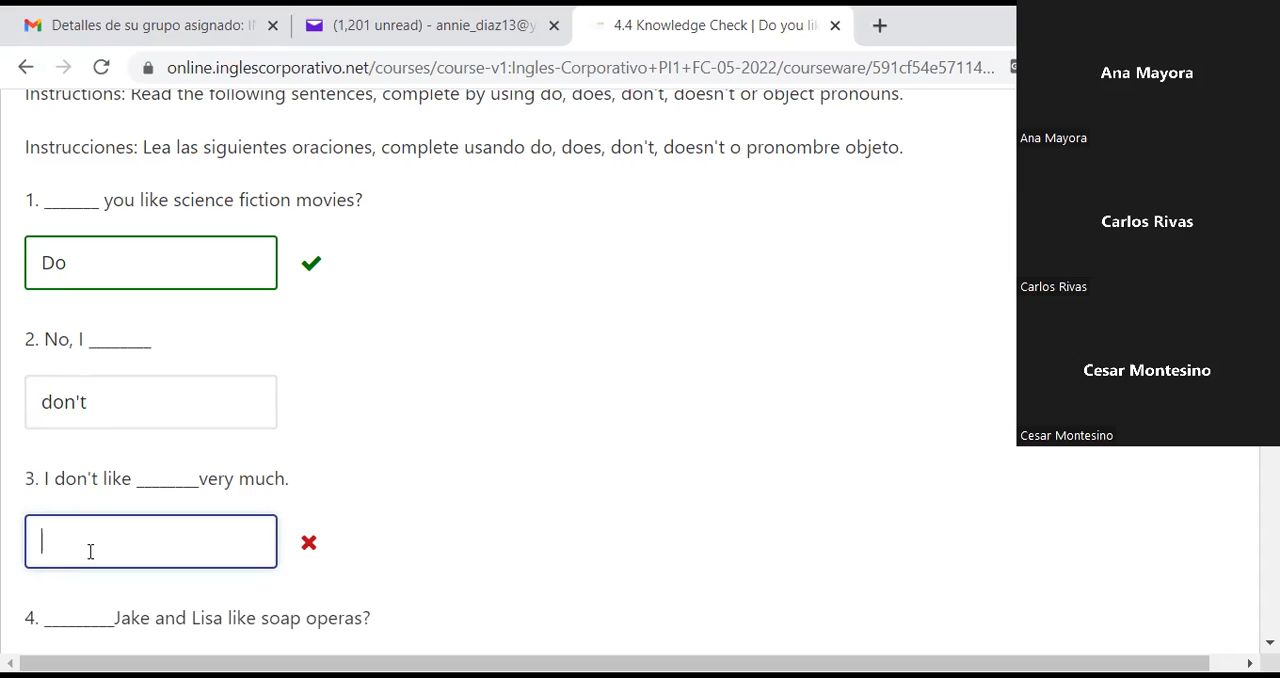 Detalles de su grupo asignado: I
(1,201 unread) - annie_diaz13@y
4.4 Knowledge Check | Do you li
online.inglescorporativo.net/courses/course-v1:Ingles-Corporativo+PI1+FC-05-2022/courseware/591cf54e57114...
Instructions: Read the following sentences, complete by using do, does, don't, doesn't or object pronouns.
Instrucciones: Lea las siguientes oraciones, complete usando do, does, don't, doesn't o pronombre objeto.
1. ______ you like science fiction movies?
Do
2. No, I _______
don't
3. I don't like _______very much.
4. ________Jake and Lisa like soap operas?
Ana Mayora
Ana Mayora
Carlos Rivas
Carlos Rivas
Cesar Montesino
Cesar Montesino